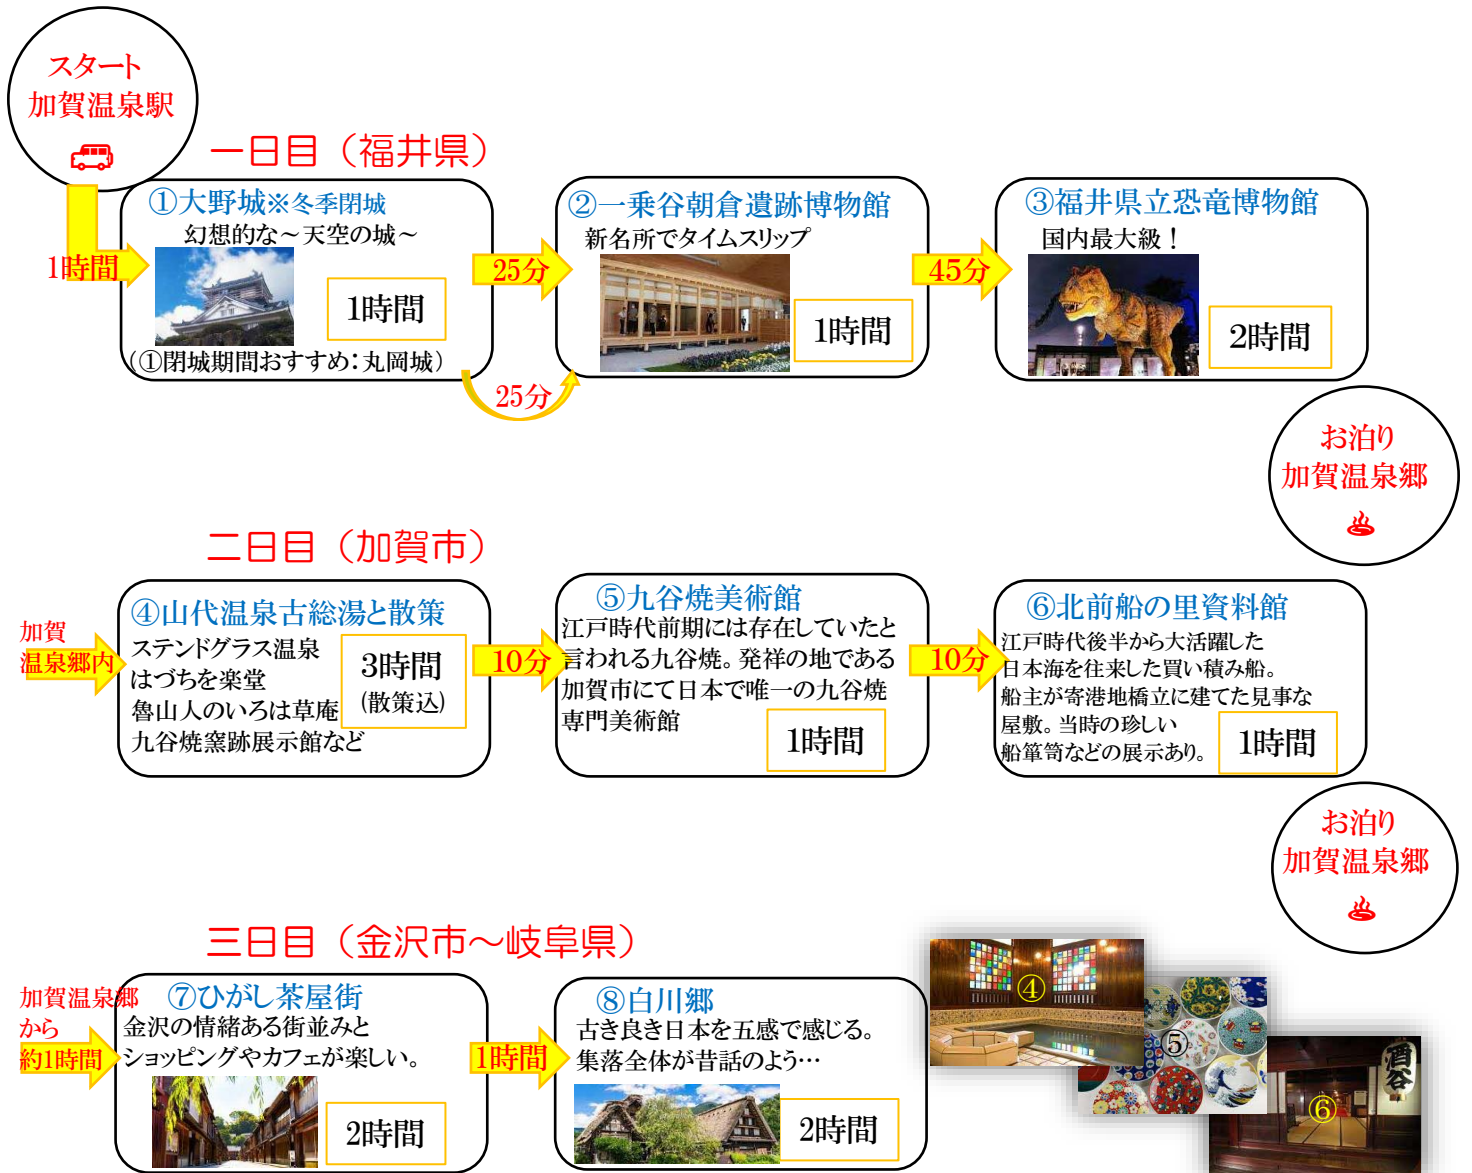 スタート
加賀温泉駅
一日目（福井県）
1時間
①大野城※冬季閉城
幻想的な～天空の城～
1時間
(①閉城期間おすすめ：丸岡城)
25分
25分
②一乗谷朝倉遺跡博物館
新名所でタイムスリップ
1時間
45分
③福井県立恐竜博物館
国内最大級！
2時間
お泊り
加賀温泉郷
二日目（加賀市）
加賀
温泉郷内
④山代温泉古総湯と散策
ステンドグラス温泉
はづちを楽堂
魯山人のいろは草庵
九谷焼窯跡展示館など
3時間
(散策込)
10分
⑤九谷焼美術館
江戸時代前期には存在していたと
言われる九谷焼。発祥の地である
加賀市にて日本で唯一の九谷焼
専門美術館
1時間
10分
⑥北前船の里資料館
江戸時代後半から大活躍した
日本海を往来した買い積み船。
船主が寄港地橋立に建てた見事な
屋敷。当時の珍しい
船箪笥などの展示あり。
1時間
お泊り
加賀温泉郷
三日目（金沢市～岐阜県）
加賀温泉郷
から
約1時間
⑦ひがし茶屋街
金沢の情緒ある街並みと
ショッピングやカフェが楽しい。
2時間
1時間
⑧白川郷
古き良き日本を五感で感じる。
集落全体が昔話のよう…
2時間
④
⑤
⑥
酒谷